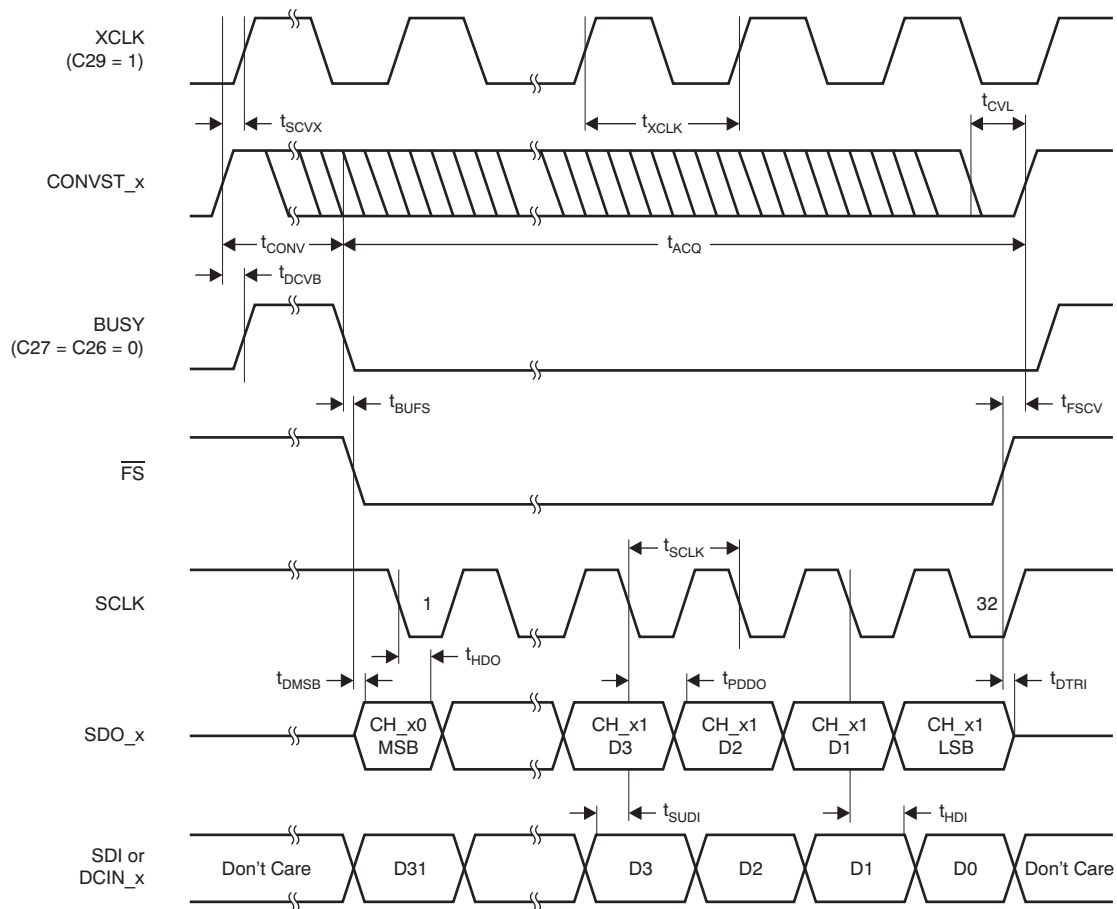 XCLK
(C29 = 1)
tSCVX
tXCLK
tCVL
CONVST_x
tCONV
tACQ
tDCVB
BUSY
(C27 = C26 = 0)
tBUFS
tFSCV
FS
tSCLK
SCLK
1
32
tHDO
tDMSB
tPDDO
tDTRI
SDO_x
CH_x0
MSB
CH_x1
D3
CH_x1
D2
CH_x1
D1
CH_x1
LSB
tSUDI
tHDI
SDI or
DCIN_x
Don't Care
D31
D3
D2
D1
D0
Don't Care